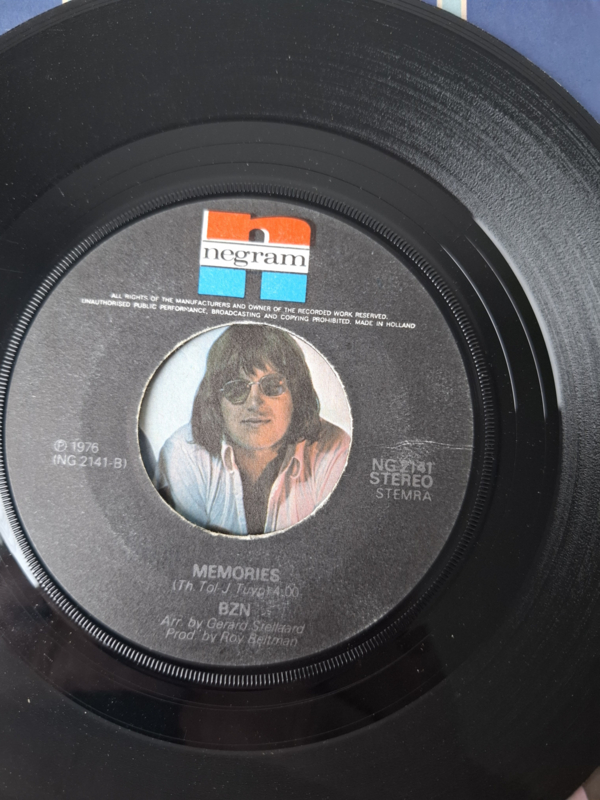 negram
ALL RIGHTS OF THE MANUFACTURERS AND OWNER OF THE RECORDED WORK RESERVED.
UNAUTHORISED PUBLIC PERFORMANCE, BROADCASTING AND COPYING PROHIBITED. MADE IN HOLLAND
℗ 1976
(NG 2141-B)
NG 2141
STEREO
STEMRA
MEMORIES
(Th. Tol J. Tuyp) 4.00
BZN
Arr. by Gerard Stellaard
Prod. by Roy Beltman